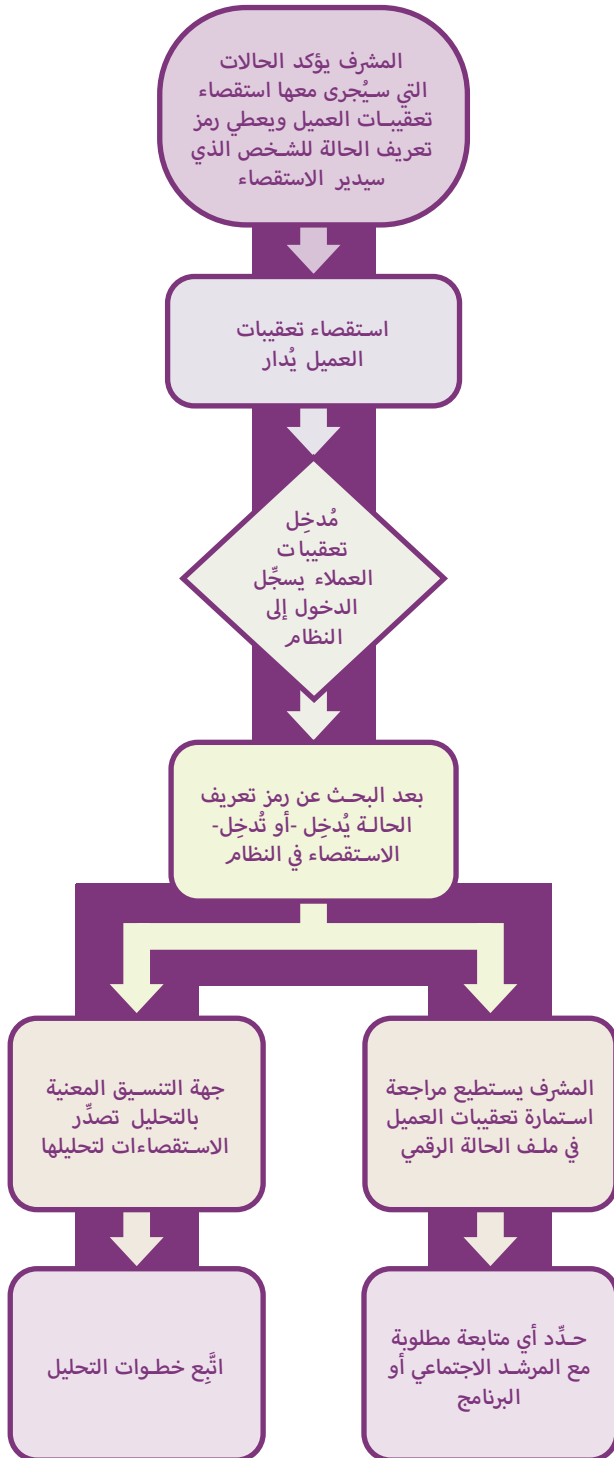 المشرف يؤكد الحالات
التي سيُجرى معها استقصاء
تعقيبات العميل ويعطي رمز
تعريف الحالة للشخص الذي
سيدير الاستقصاء
استقصاء تعقيبات
العميل يُدار
مُدخِل
تعقيبات
العملاء يسجِّل
الدخول إلى
النظام
بعد البحث عن رمز تعريف
الحالة يُدخِل -أو تُدخِل-
الاستقصاء في النظام
المشرف يستطيع مراجعة
استمارة تعقيبات العميل
في ملف الحالة الرقمي
جهة التنسيق المعنية
بالتحليل تصدِّر
الاستقصاءات لتحليلها
حدِّد أي متابعة مطلوبة
مع المرشد الاجتماعي أو
البرنامج
اتَّبِع خطوات التحليل